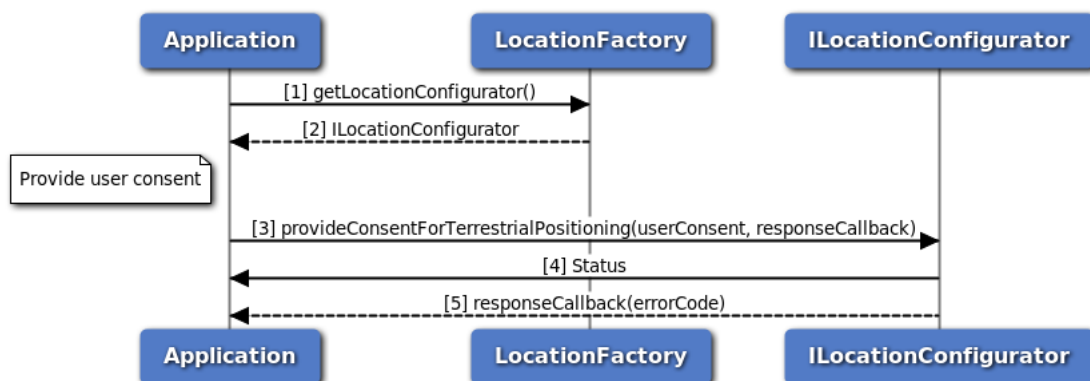 Application
LocationFactory
ILocationConfigurator
[1] getLocationConfigurator()
[2] ILocationConfigurator
Provide user consent
[3] provideConsentForTerrestrialPositioning(userConsent, responseCallback)
[4] Status
[5] responseCallback(errorCode)
Application
LocationFactory
ILocationConfigurator